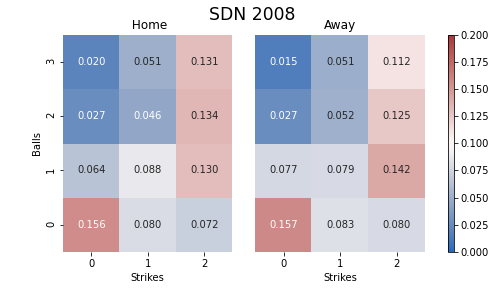 SDN 2008
Home Away
3 0.020 0.051 0.131 0.015 0.051 0.112
2 0.027 0.046 0.134 0.027 0.052 0.125
1 0.064 0.088 0.130 0.077 0.079 0.142
0 0.156 0.080 0.072 0.157 0.083 0.080
Balls
0 1 2 0 1 2
Strikes Strikes
0.200
0.175
0.150
0.125
0.100
0.075
0.050
0.025
0.000